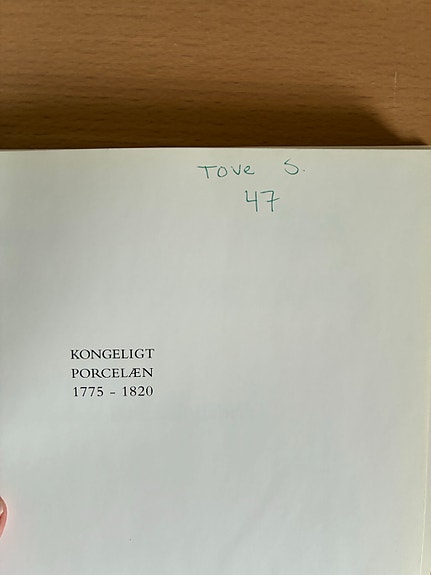 Tove S.
47
KONGELIGT
PORCELÆN
1775 - 1820